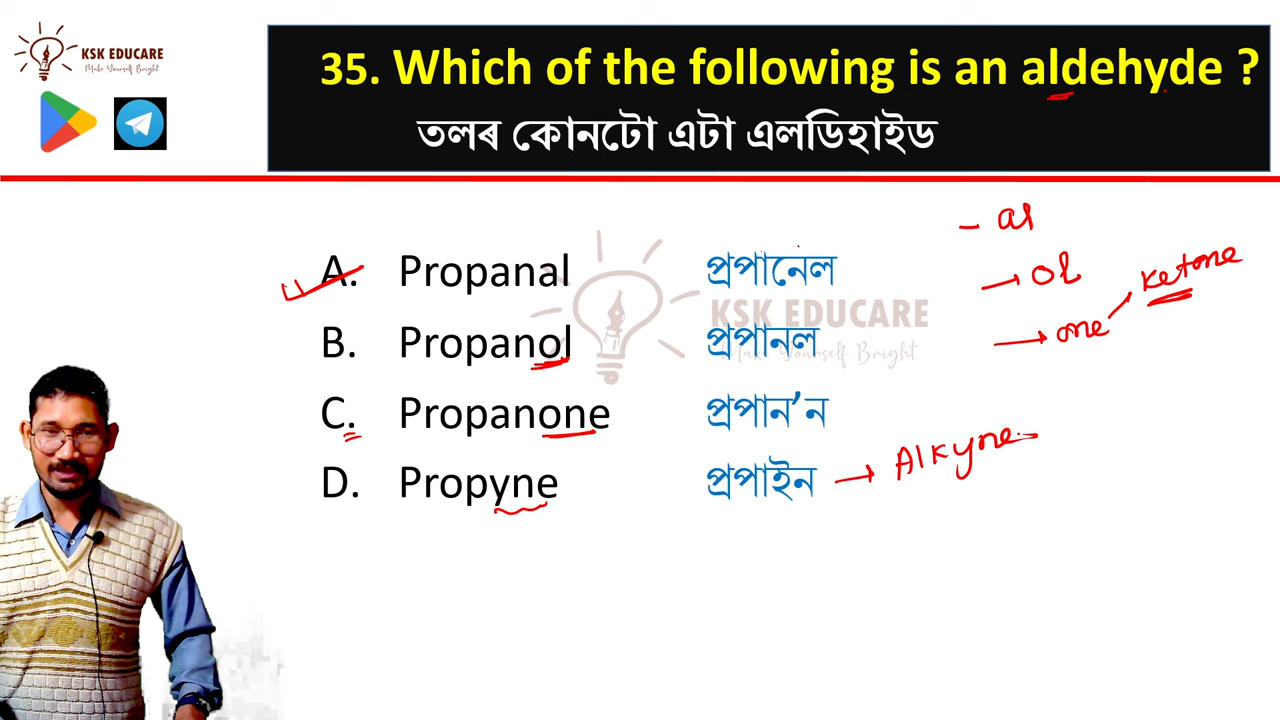 KSK EDUCARE
Make Yourself Bright
35. Which of the following is an aldehyde ?
তলৰ কোনটো এটা এলডিহাইড
- al
A. Propanal প্ৰপানেল
→ ol
ketone
KSK EDUCARE
B. Propanol প্ৰপানল
→ one
Make Yourself Bright
C. Propanone প্ৰপান’ন
D. Propyne প্ৰপাইন → Alkyne